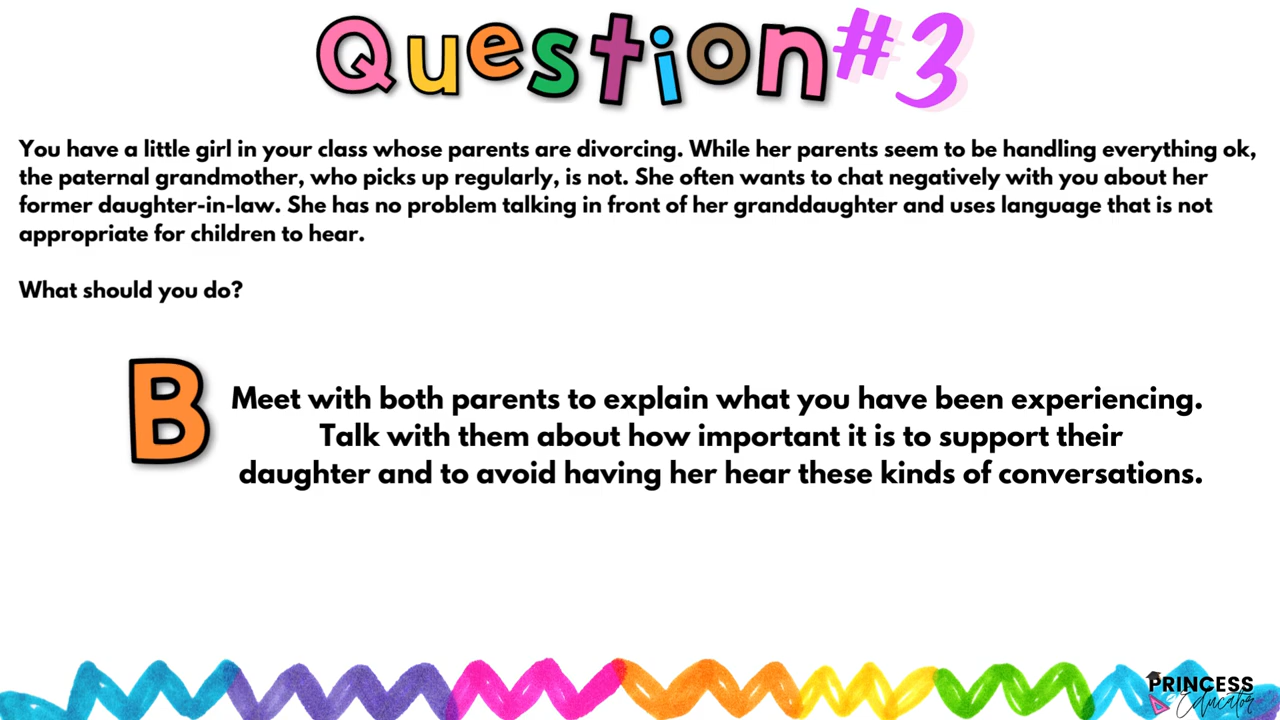 Question #3
You have a little girl in your class whose parents are divorcing. While her parents seem to be handling everything ok,
the paternal grandmother, who picks up regularly, is not. She often wants to chat negatively with you about her
former daughter-in-law. She has no problem talking in front of her granddaughter and uses language that is not
appropriate for children to hear.
What should you do?
B
Meet with both parents to explain what you have been experiencing.
Talk with them about how important it is to support their
daughter and to avoid having her hear these kinds of conversations.
PRINCESS
Educator